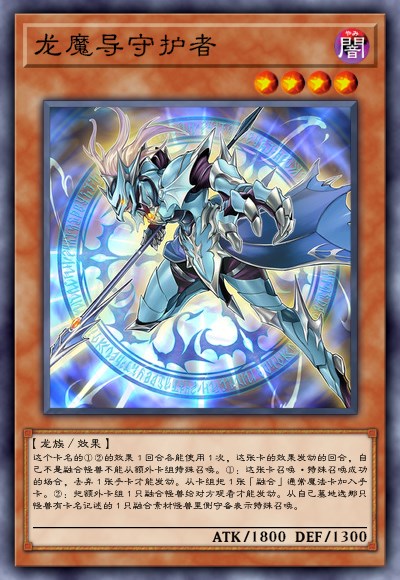 龙魔导守护者
やみ
闇
【龙族／效果】
这个卡名的①②的效果1回合各能使用1次，这张卡的效果发动的回合，自
己不是融合怪兽不能从额外卡组特殊召唤。①：这张卡召唤·特殊召唤成功
的场合，去弃1张手卡才能发动。从卡组把1张「融合」通常魔法卡加入手
卡。②：把额外卡组1只融合怪兽给对方观看才能发动。从自己墓地选那只
怪兽有卡名记述的1只融合素材怪兽里侧守备表示特殊召唤。
ATK/1800 DEF/1300